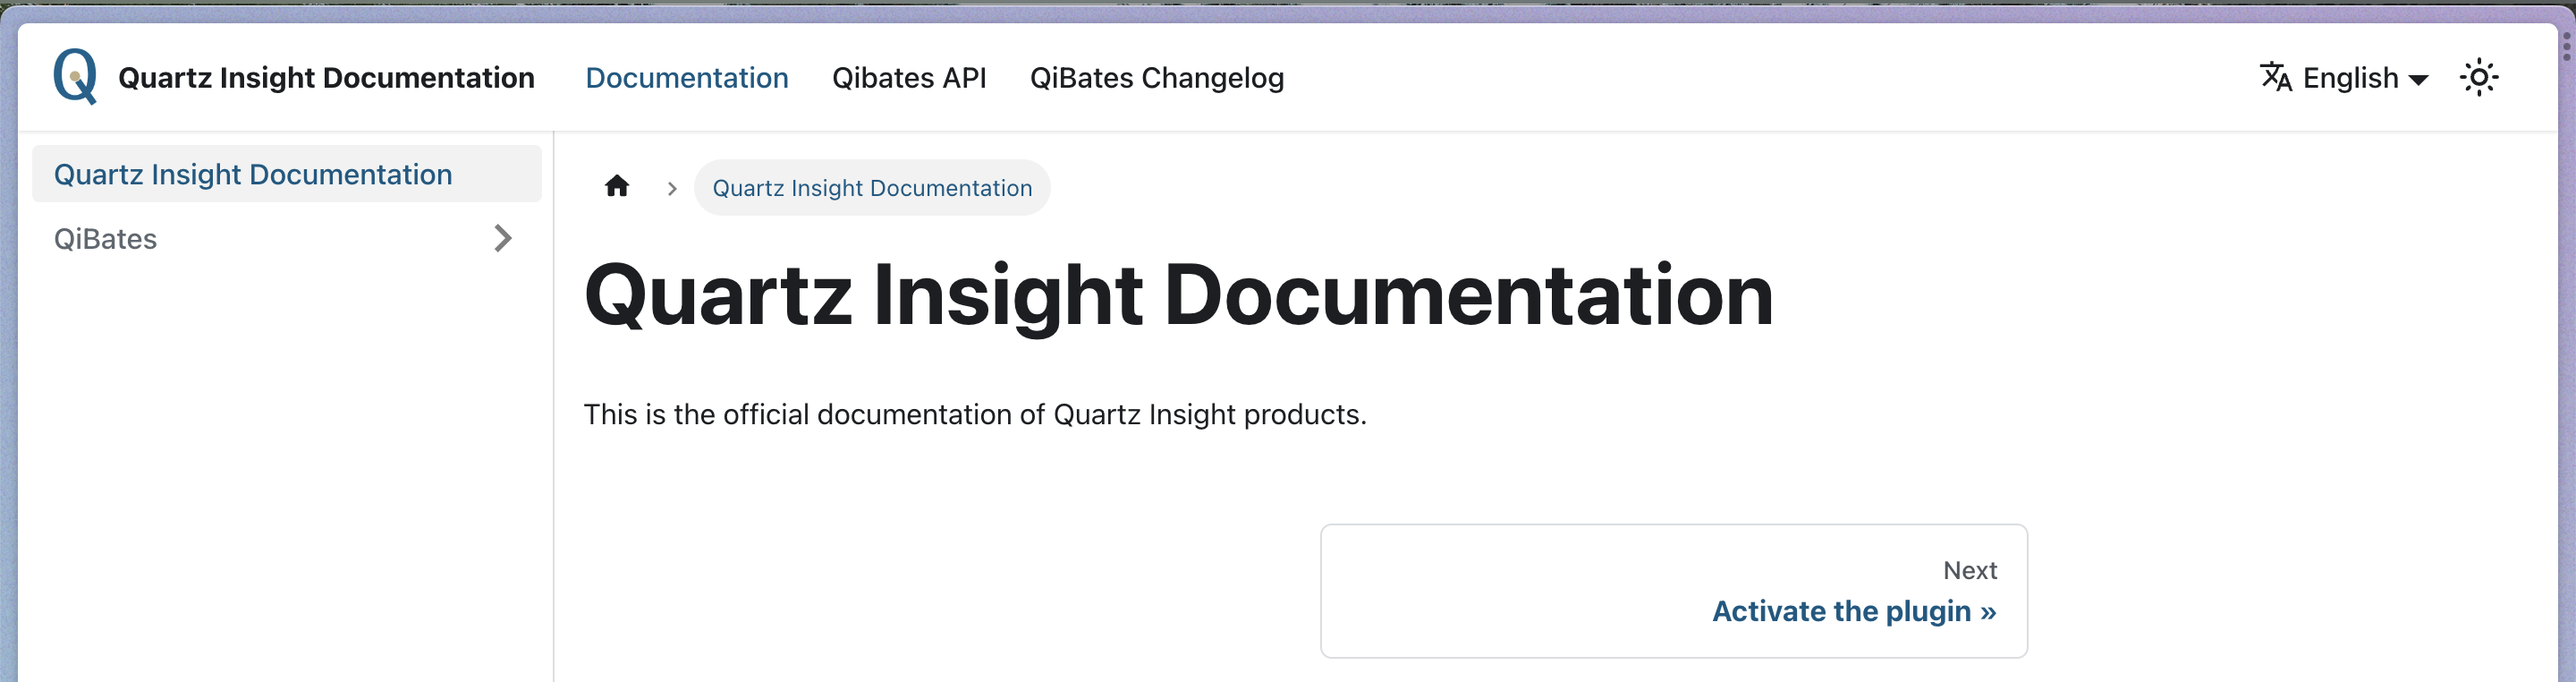 Quartz Insight Documentation Documentation Qibates API QiBates Changelog English
Quartz Insight Documentation
QiBates
Quartz Insight Documentation
Quartz Insight Documentation
This is the official documentation of Quartz Insight products.
Next
Activate the plugin »